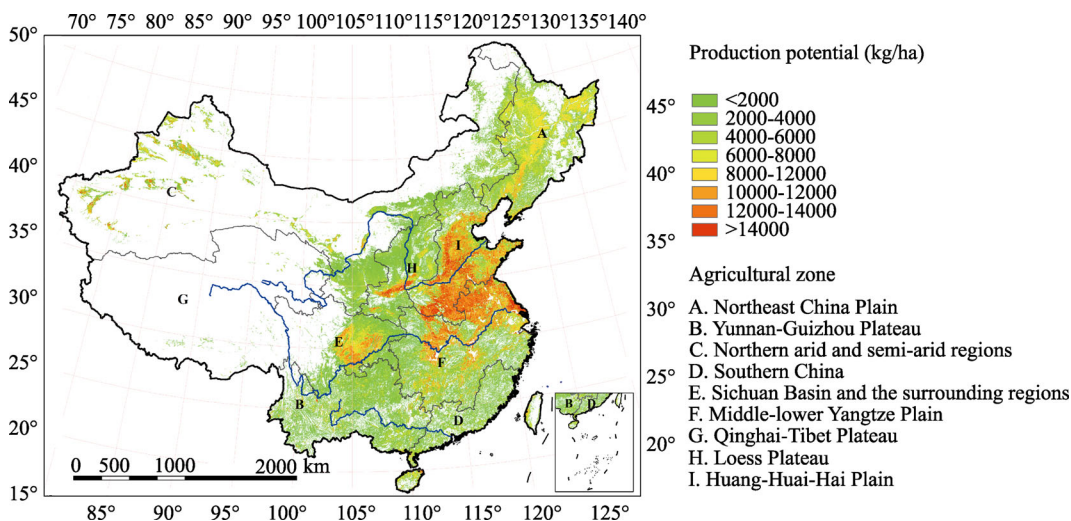 70° 75° 80° 85° 90° 95° 100° 105° 110° 115° 120° 125° 130° 135° 140°
50°
45°
40°
35°
30°
25°
20°
15°
45°
40°
35°
30°
25°
20°
A
C
I
H
G
E
F
B
D
B D
0 500 1000 2000 km
85° 90° 95° 100° 105° 110° 115° 120° 125°
Production potential (kg/ha)
<2000
2000-4000
4000-6000
6000-8000
8000-12000
10000-12000
12000-14000
>14000
Agricultural zone
A. Northeast China Plain
B. Yunnan-Guizhou Plateau
C. Northern arid and semi-arid regions
D. Southern China
E. Sichuan Basin and the surrounding regions
F. Middle-lower Yangtze Plain
G. Qinghai-Tibet Plateau
H. Loess Plateau
I. Huang-Huai-Hai Plain